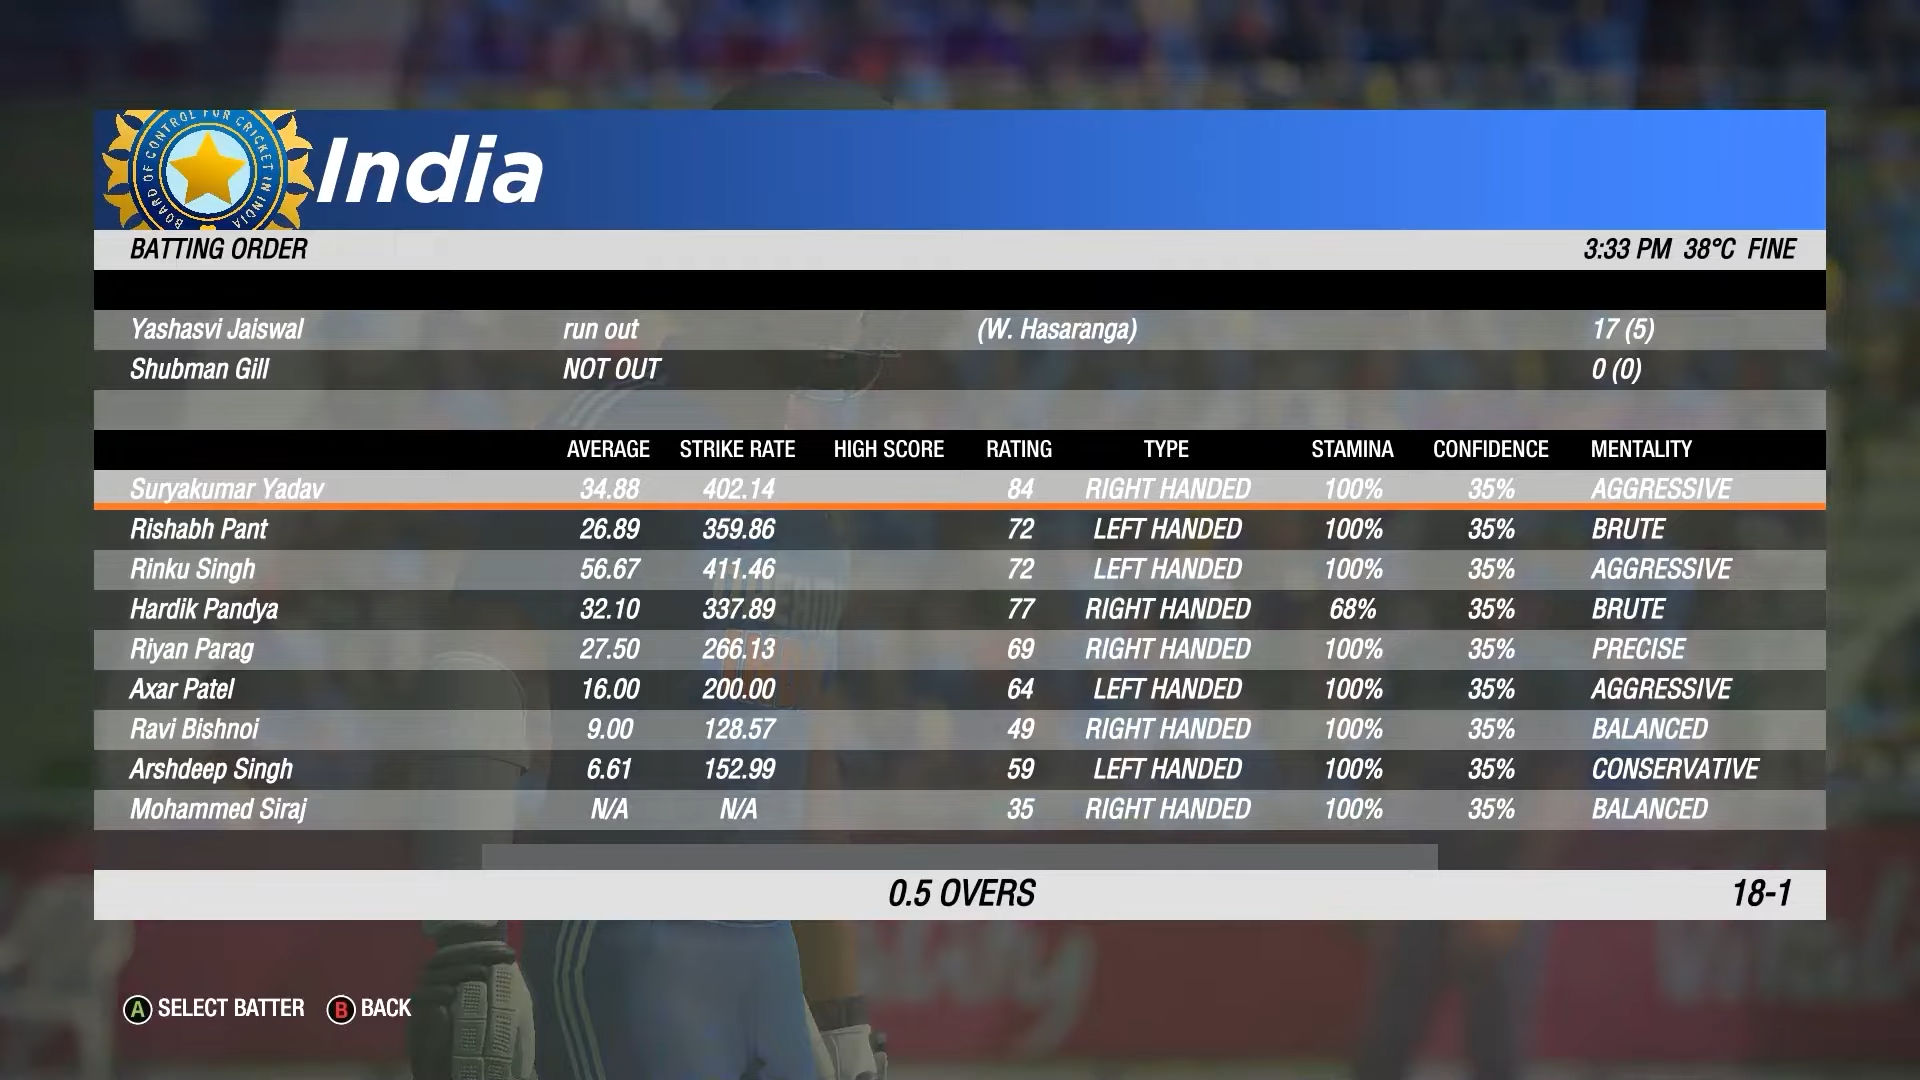 BOARD OF CONTROL FOR CRICKET IN INDIA
India
BATTING ORDER 3:33 PM 38°C FINE
Yashasvi Jaiswal run out (W. Hasaranga) 17 (5)
Shubman Gill NOT OUT 0 (0)
AVERAGE STRIKE RATE HIGH SCORE RATING TYPE STAMINA CONFIDENCE MENTALITY
Suryakumar Yadav 34.88 402.14 84 RIGHT HANDED 100% 35% AGGRESSIVE
Rishabh Pant 26.89 359.86 72 LEFT HANDED 100% 35% BRUTE
Rinku Singh 56.67 411.46 72 LEFT HANDED 100% 35% AGGRESSIVE
Hardik Pandya 32.10 337.89 77 RIGHT HANDED 68% 35% BRUTE
Riyan Parag 27.50 266.13 69 RIGHT HANDED 100% 35% PRECISE
Axar Patel 16.00 200.00 64 LEFT HANDED 100% 35% AGGRESSIVE
Ravi Bishnoi 9.00 128.57 49 RIGHT HANDED 100% 35% BALANCED
Arshdeep Singh 6.61 152.99 59 LEFT HANDED 100% 35% CONSERVATIVE
Mohammed Siraj N/A N/A 35 RIGHT HANDED 100% 35% BALANCED
0.5 OVERS 18-1
A SELECT BATTER B BACK